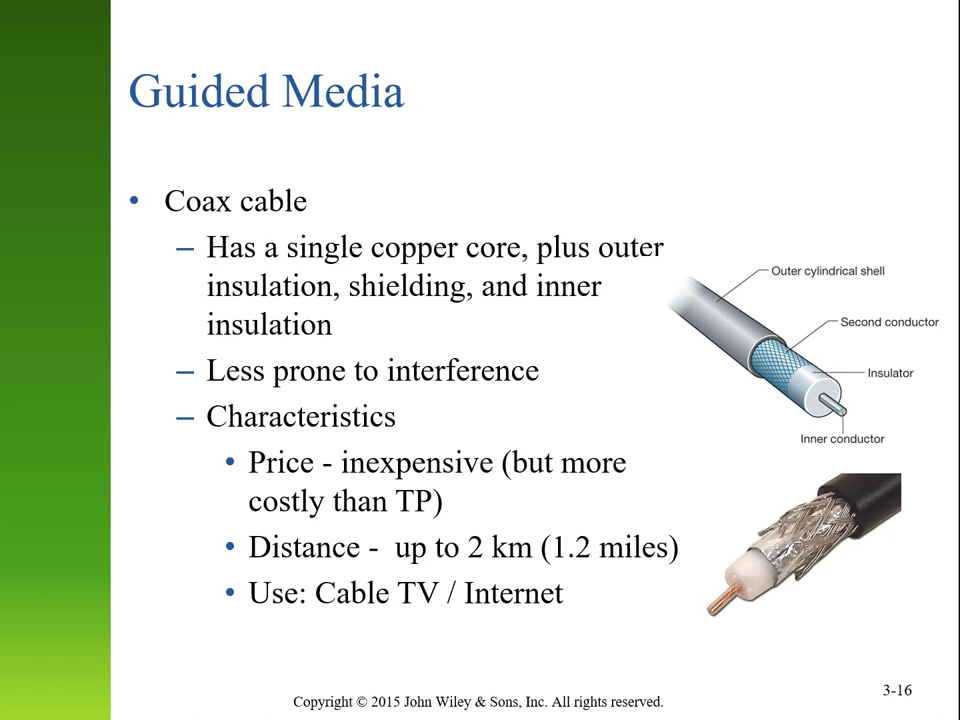 Guided Media
• Coax cable
– Has a single copper core, plus outer
insulation, shielding, and inner
insulation
– Less prone to interference
– Characteristics
• Price - inexpensive (but more
costly than TP)
• Distance - up to 2 km (1.2 miles)
• Use: Cable TV / Internet
Outer cylindrical shell
Second conductor
Insulator
Inner conductor
3-16
Copyright © 2015 John Wiley & Sons, Inc. All rights reserved.